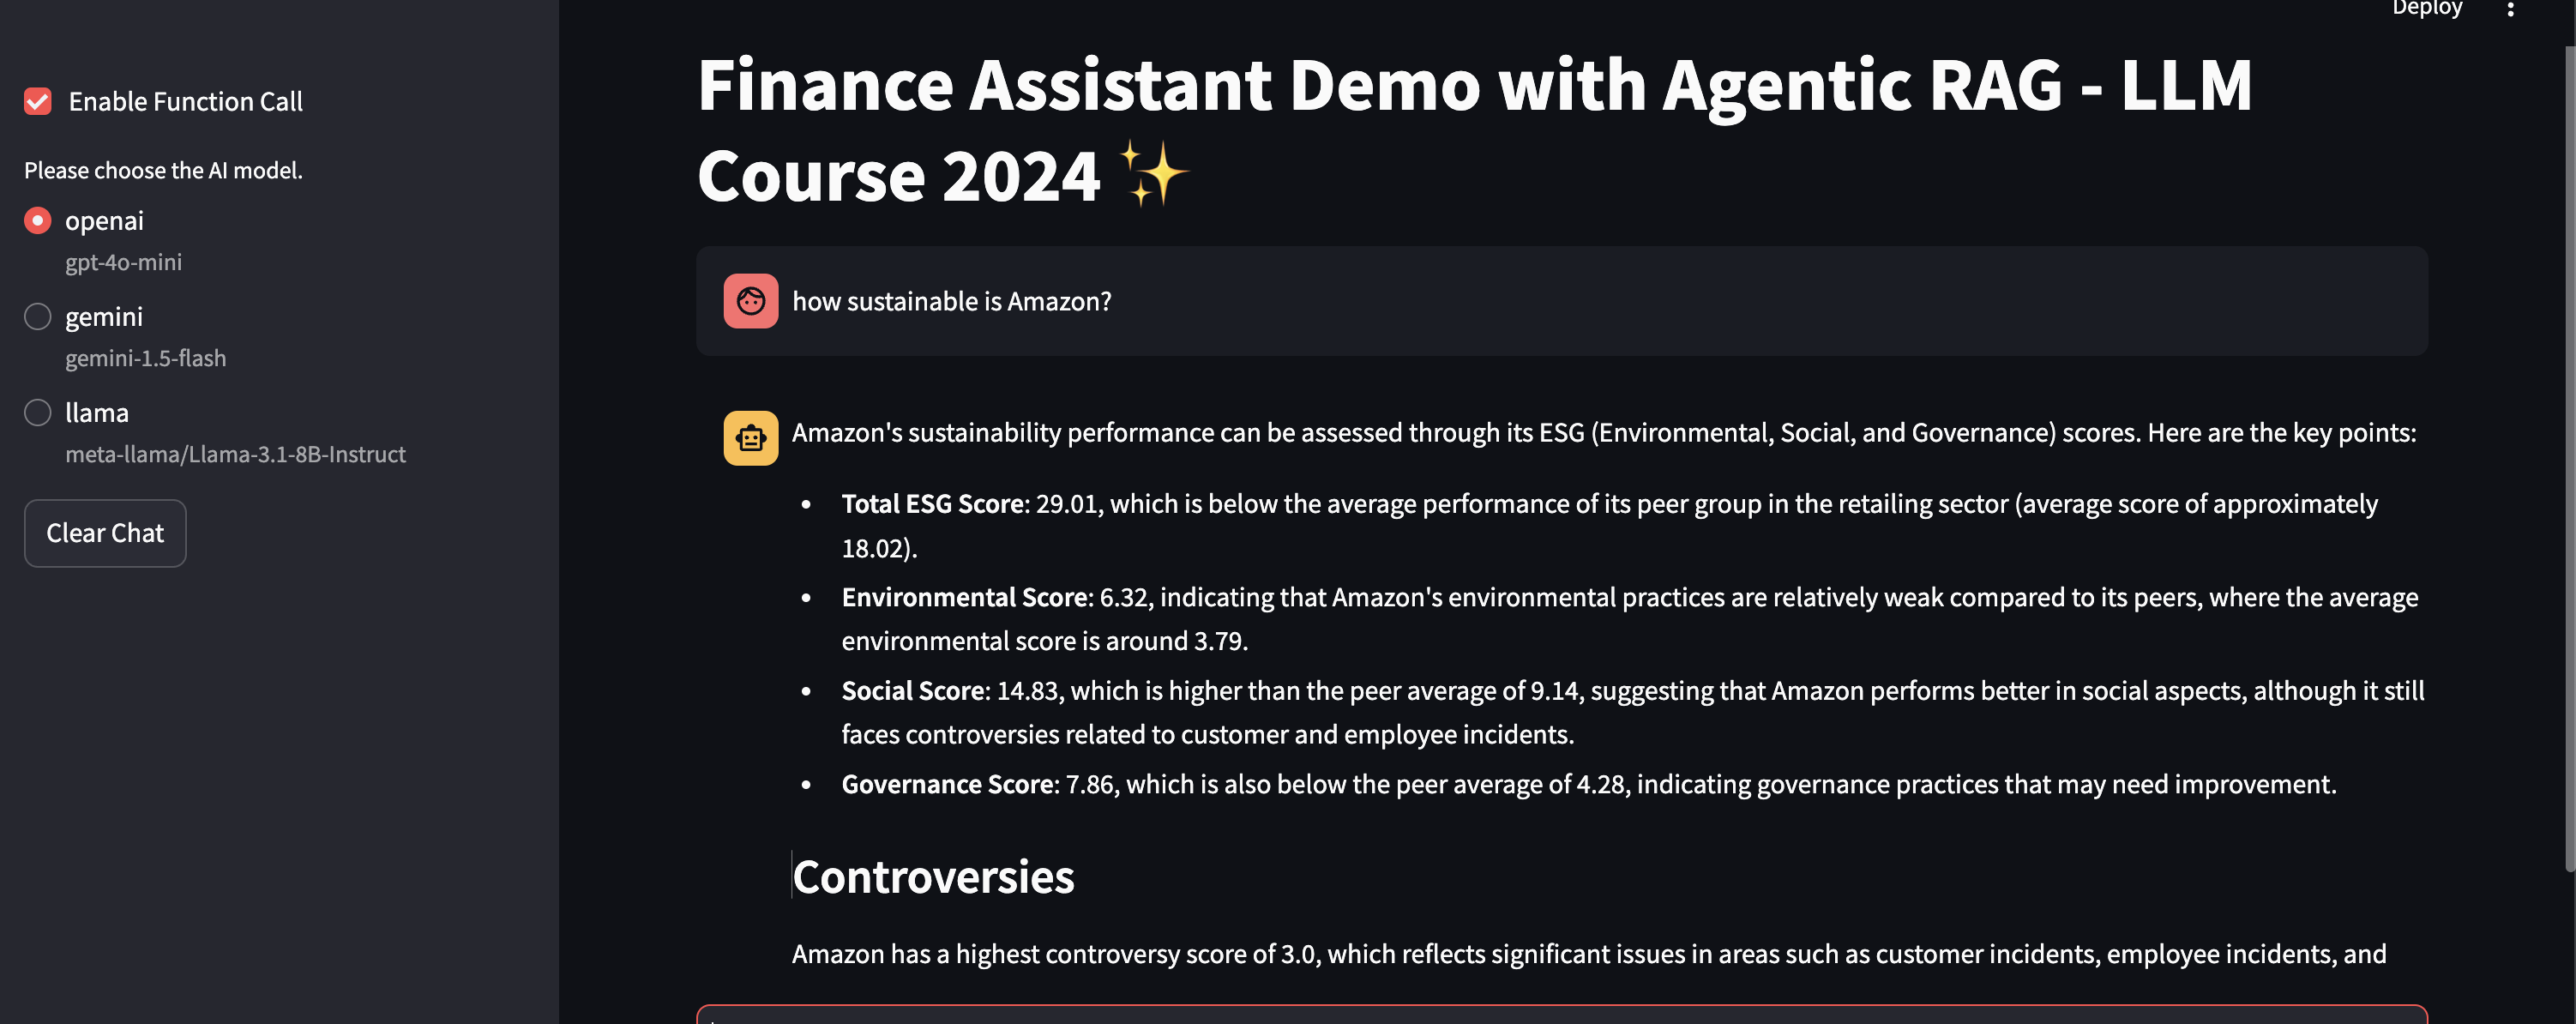 Deploy
Enable Function Call
Please choose the AI model.
openai
gpt-4o-mini
gemini
gemini-1.5-flash
llama
meta-llama/Llama-3.1-8B-Instruct
Clear Chat
Finance Assistant Demo with Agentic RAG - LLM
Course 2024 ✨
how sustainable is Amazon?
Amazon's sustainability performance can be assessed through its ESG (Environmental, Social, and Governance) scores. Here are the key points:
• Total ESG Score: 29.01, which is below the average performance of its peer group in the retailing sector (average score of approximately
18.02).
• Environmental Score: 6.32, indicating that Amazon's environmental practices are relatively weak compared to its peers, where the average
environmental score is around 3.79.
• Social Score: 14.83, which is higher than the peer average of 9.14, suggesting that Amazon performs better in social aspects, although it still
faces controversies related to customer and employee incidents.
• Governance Score: 7.86, which is also below the peer average of 4.28, indicating governance practices that may need improvement.
Controversies
Amazon has a highest controversy score of 3.0, which reflects significant issues in areas such as customer incidents, employee incidents, and